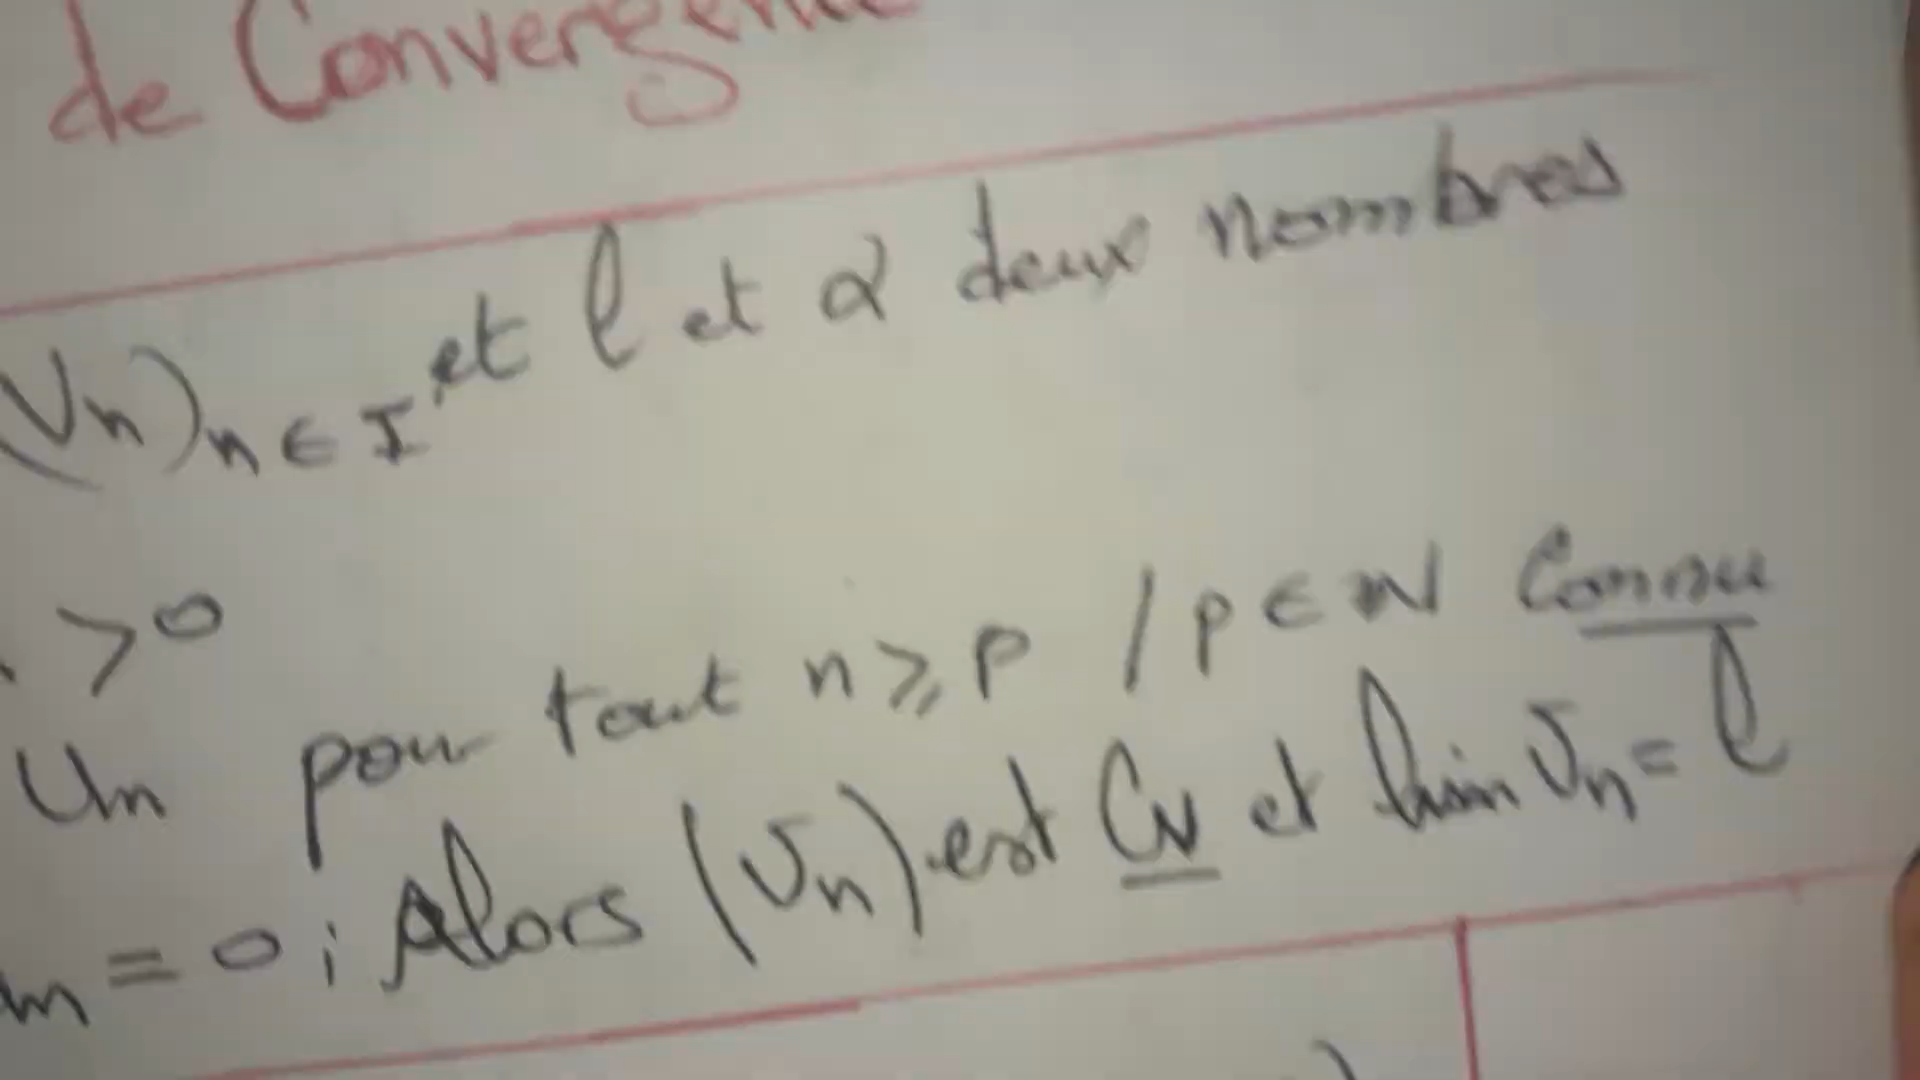 de Convergence
(Vn)n∈I et l et α deux nombres
> 0
Un pour tout n ⩾ p / p ∈ IN Connu
= 0 ; Alors (Vn) est CV et lim Vn = l